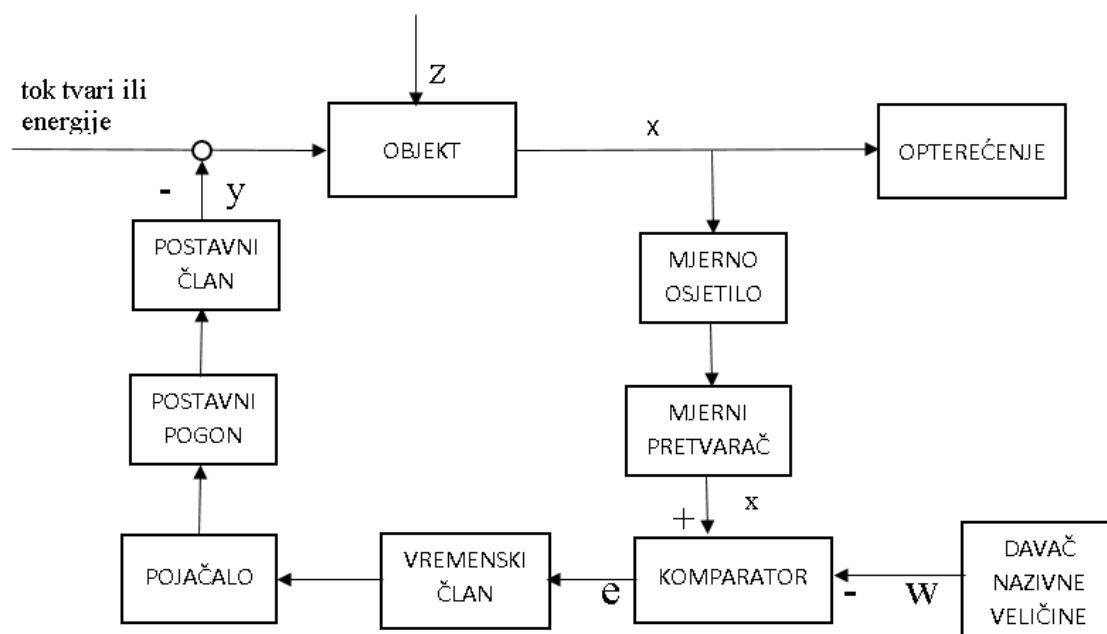 tok tvari ili
energije
z
OBJEKT
x
OPTEREĆENJE
- y
POSTAVNI
ČLAN
MJERNO
OSJETILO
POSTAVNI
POGON
MJERNI
PRETVARAČ
+ x
POJAČALO
VREMENSKI
ČLAN
e
KOMPARATOR
- w
DAVAČ
NAZIVNE
VELIČINE